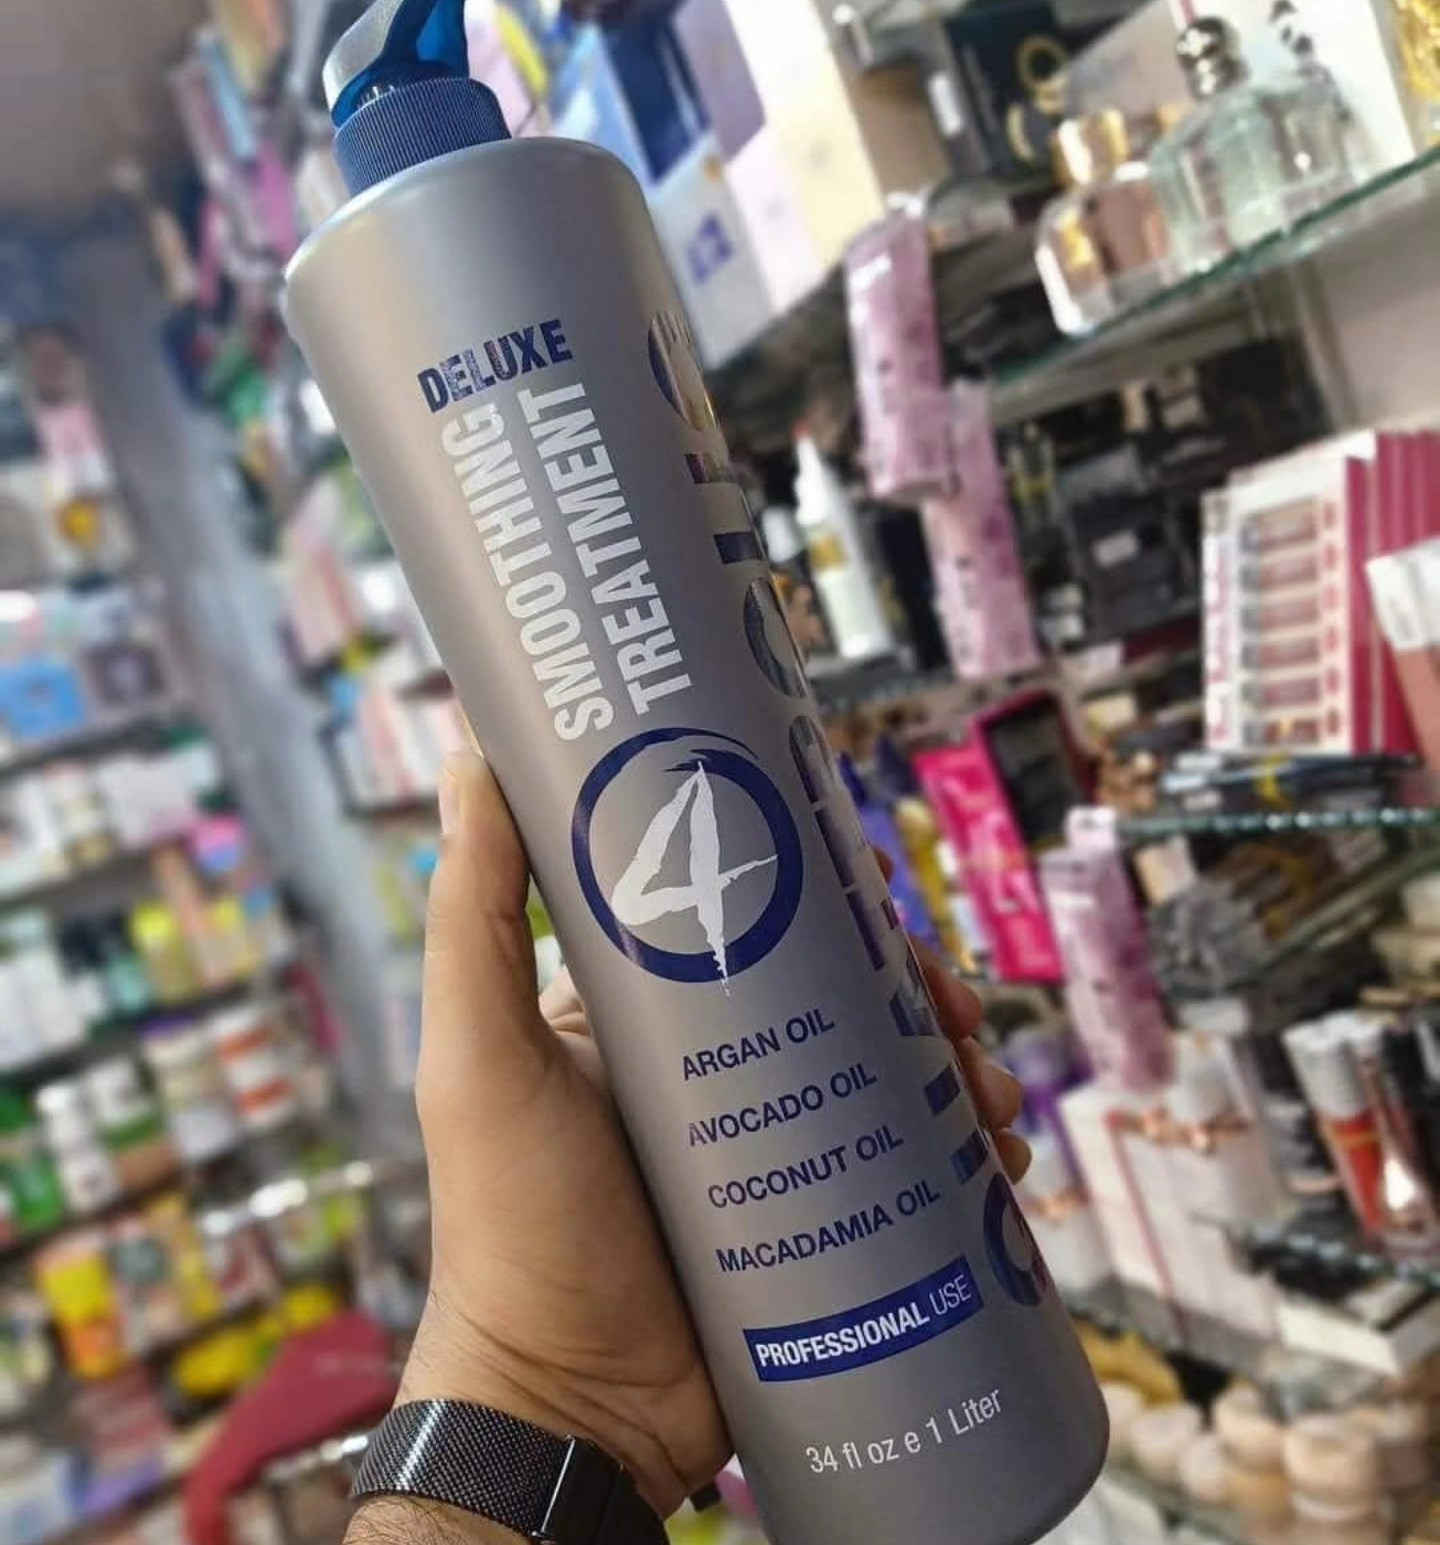 DELUXE
SMOOTHING
TREATMENT
4
ARGAN OIL
AVOCADO OIL
COCONUT OIL
MACADAMIA OIL
PROFESSIONAL USE
34 fl oz e 1 Liter